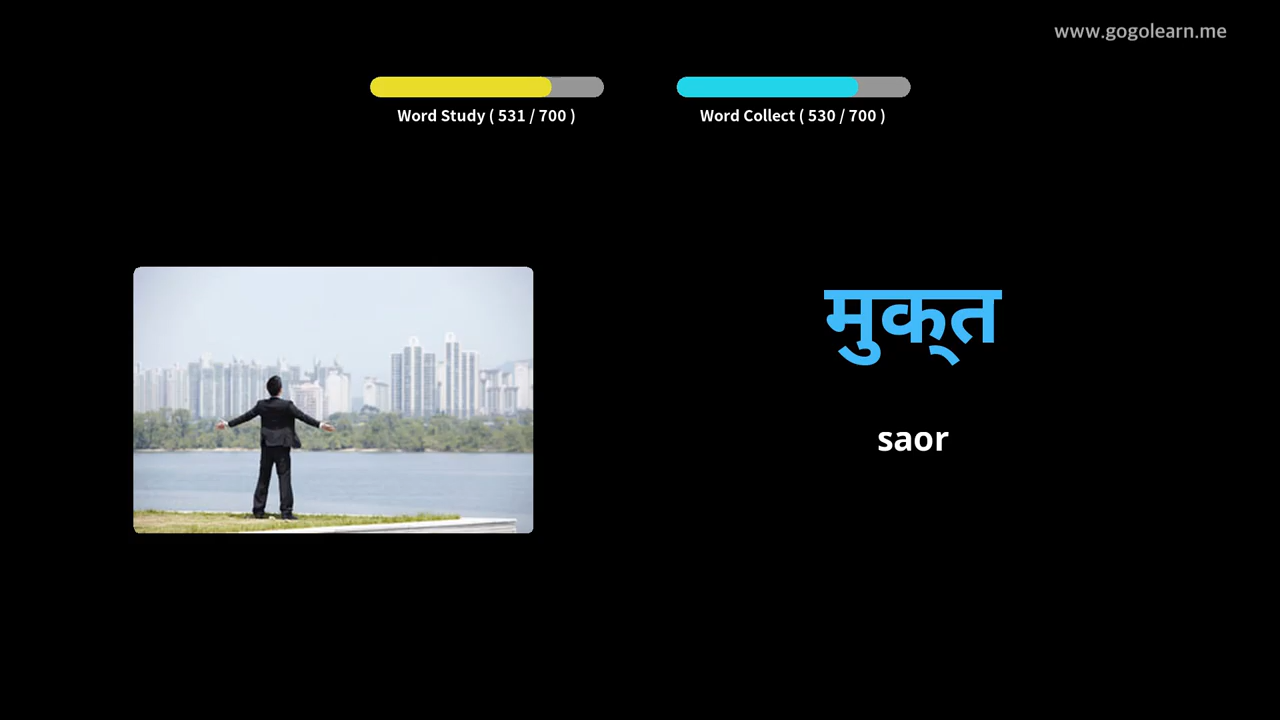 www.gogolearn.me
Word Study ( 531 / 700 )
Word Collect ( 530 / 700 )
मुक्‌त
saor